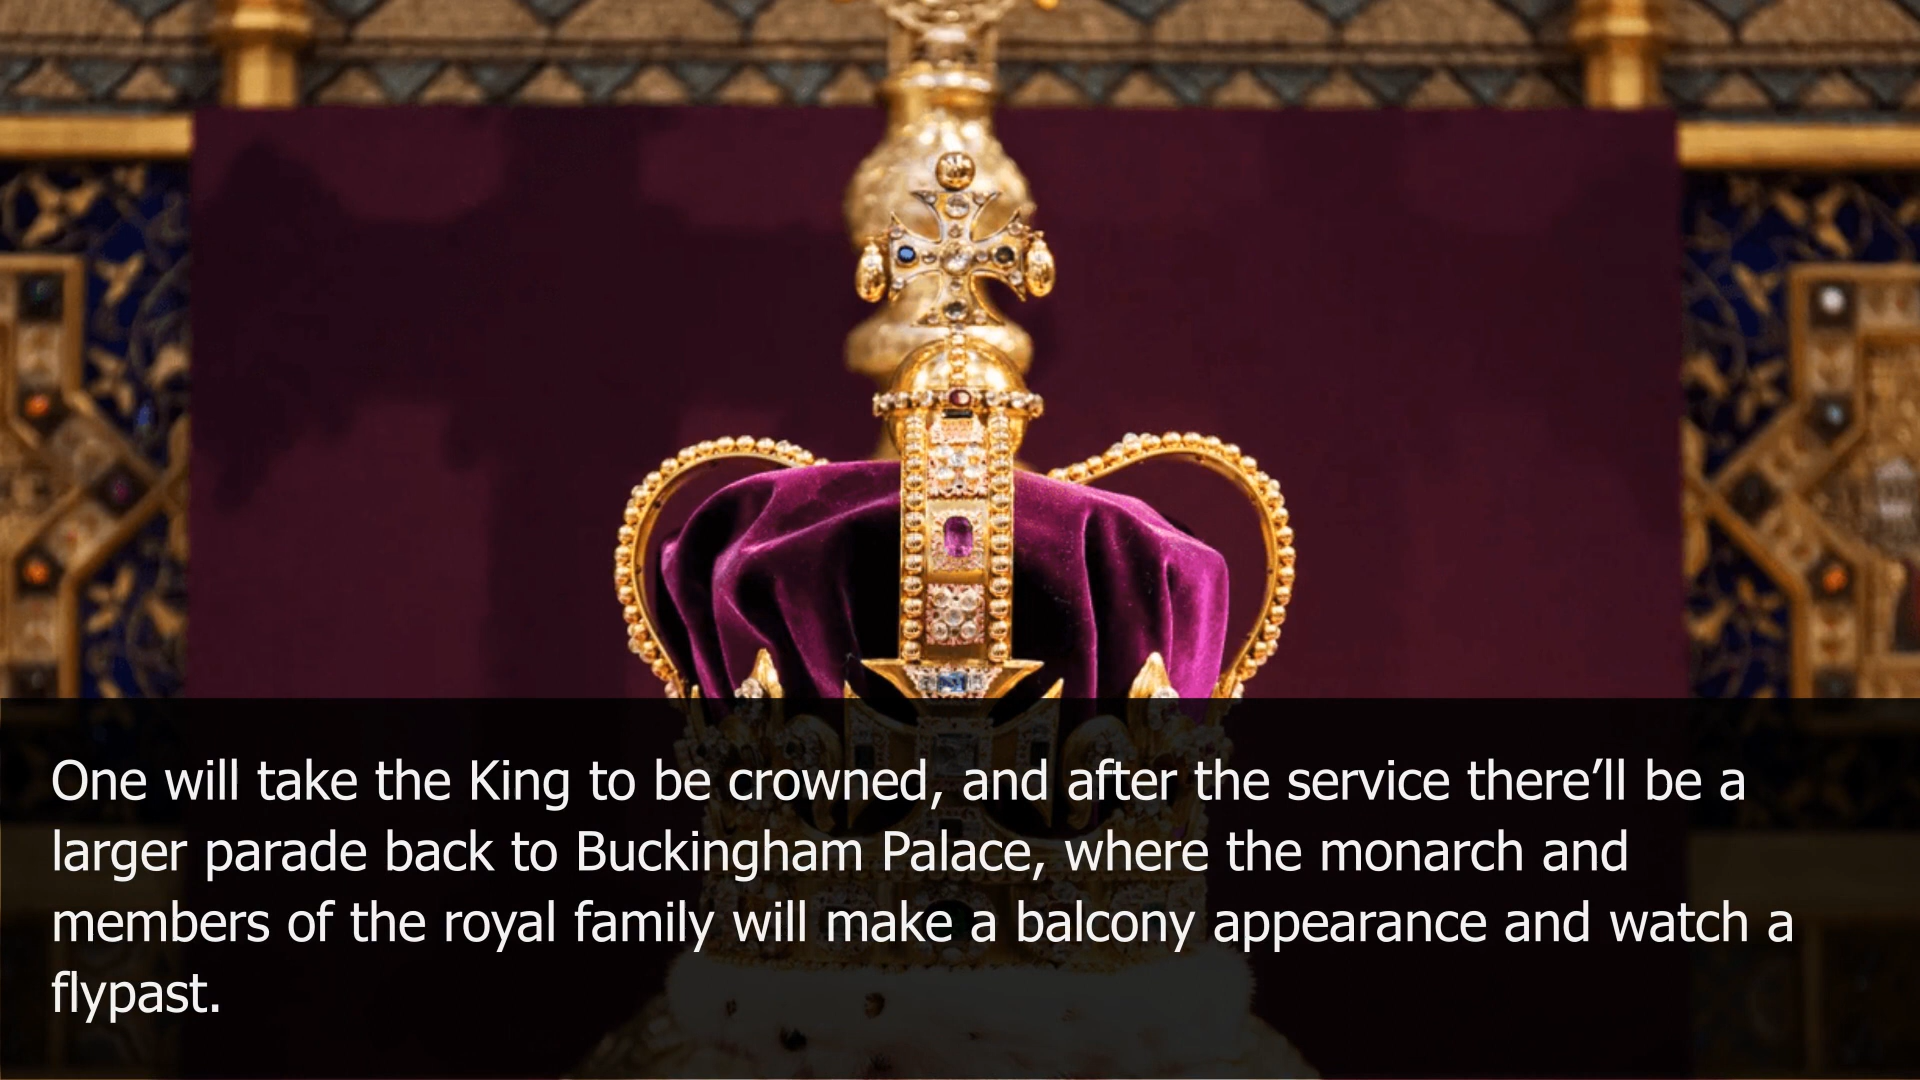 One will take the King to be crowned, and after the service there’ll be a
larger parade back to Buckingham Palace, where the monarch and
members of the royal family will make a balcony appearance and watch a
flypast.